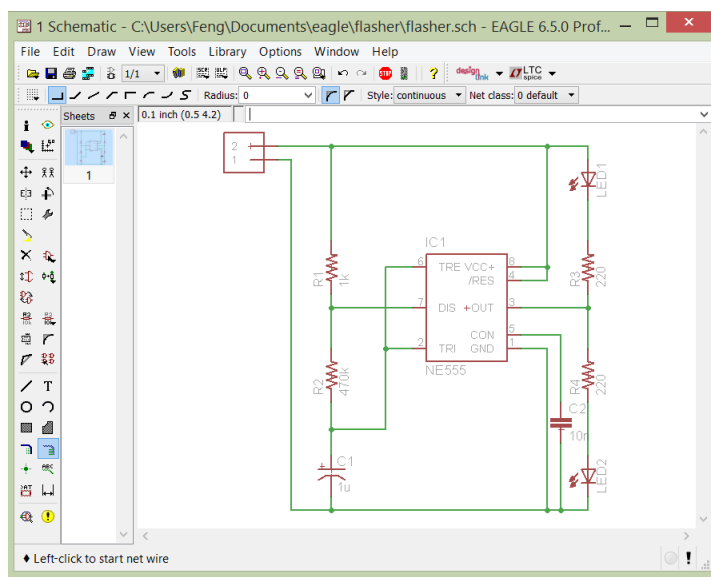 1 Schematic - C:\Users\Feng\Documents\eagle\flasher\flasher.sch - EAGLE 6.5.0 Prof...
File Edit Draw View Tools Library Options Window Help
1/1 STOP ? design link LTC spice
Radius: 0 Style: continuous Net class: 0 default
Sheets 0.1 inch (0.5 4.2)
1
2
1
LED1
IC1
6 TRE VCC+ 8
/RES 4
R1 1k
R3 220
7 DIS +OUT 3
CON 5
2 TRI GND 1
NE555
R2 470k
R4 220
C2
10n
C1
1u
LED2
Left-click to start net wire